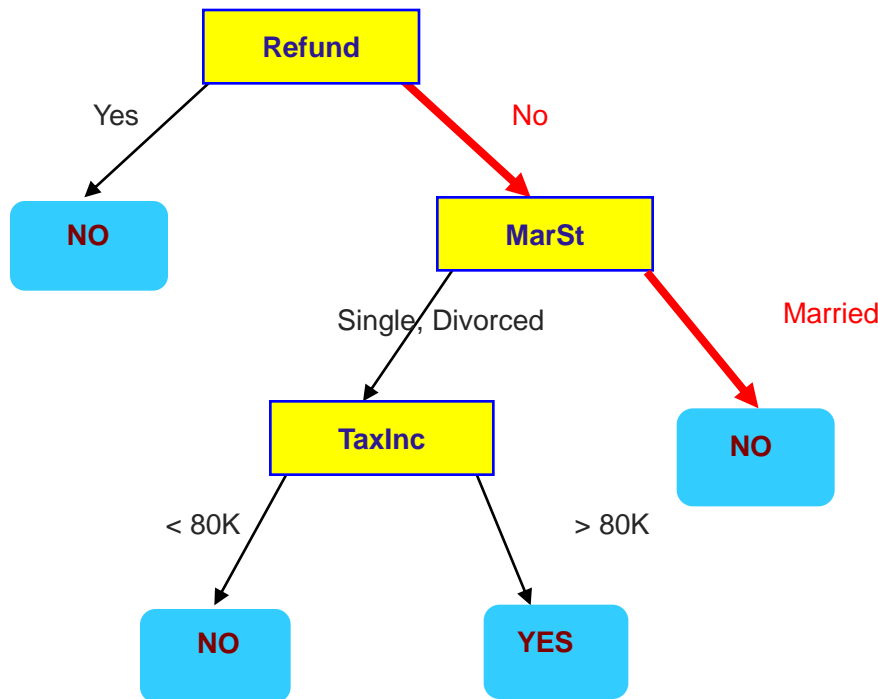 Refund
Yes
No
NO
MarSt
Single, Divorced
Married
TaxInc
NO
< 80K
> 80K
NO
YES